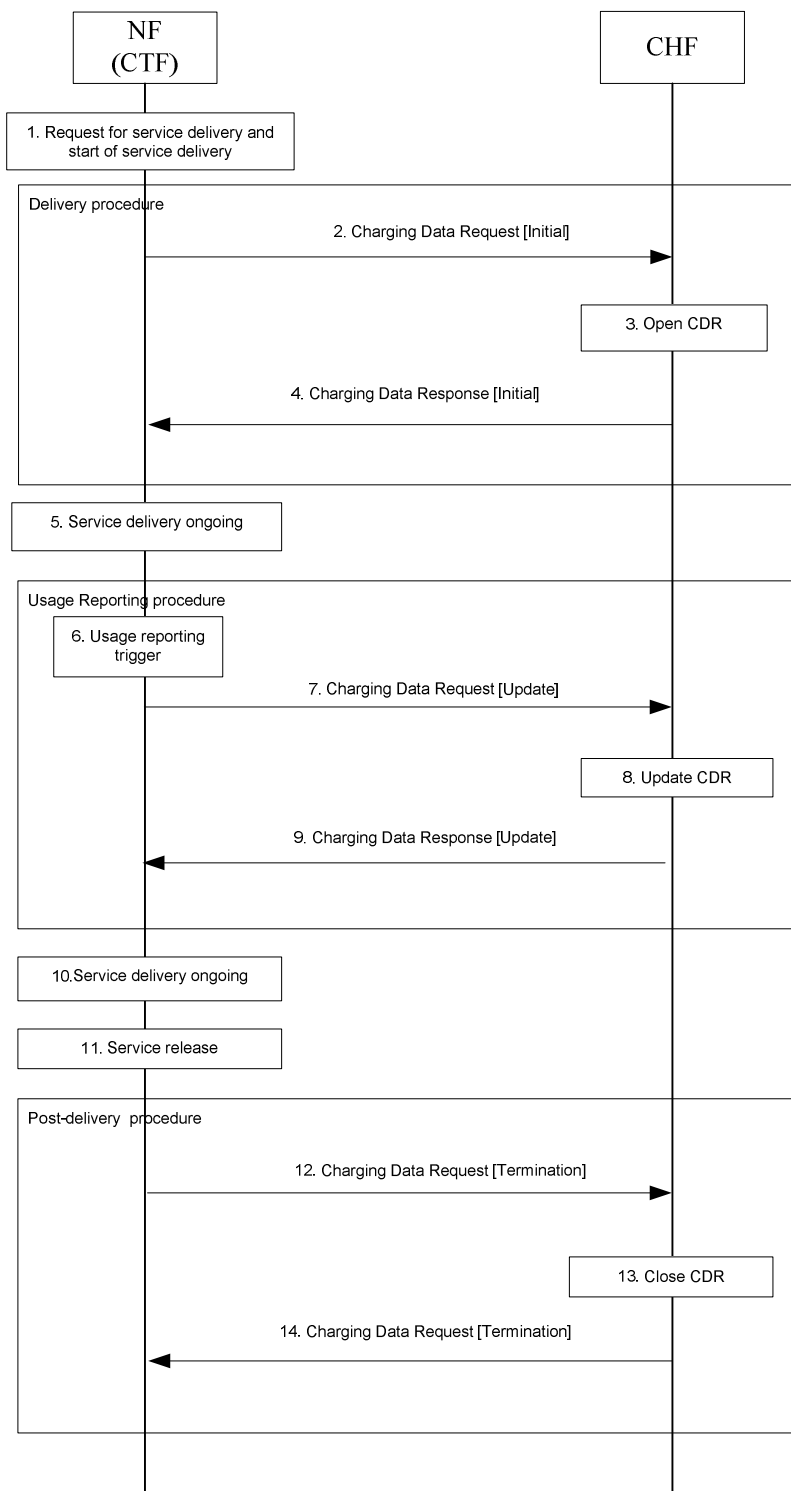 NF
(CTF)
CHF
1. Request for service delivery and
start of service delivery
Delivery procedure
2. Charging Data Request [Initial]
3. Open CDR
4. Charging Data Response [Initial]
5. Service delivery ongoing
Usage Reporting procedure
6. Usage reporting
trigger
7. Charging Data Request [Update]
8. Update CDR
9. Charging Data Response [Update]
10.Service delivery ongoing
11. Service release
Post-delivery procedure
12. Charging Data Request [Termination]
13. Close CDR
14. Charging Data Request [Termination]